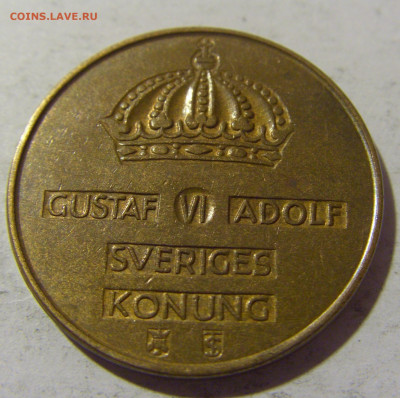 COINS.LAVE.RU
GUSTAF VI ADOLF
SVERIGES
KONUNG